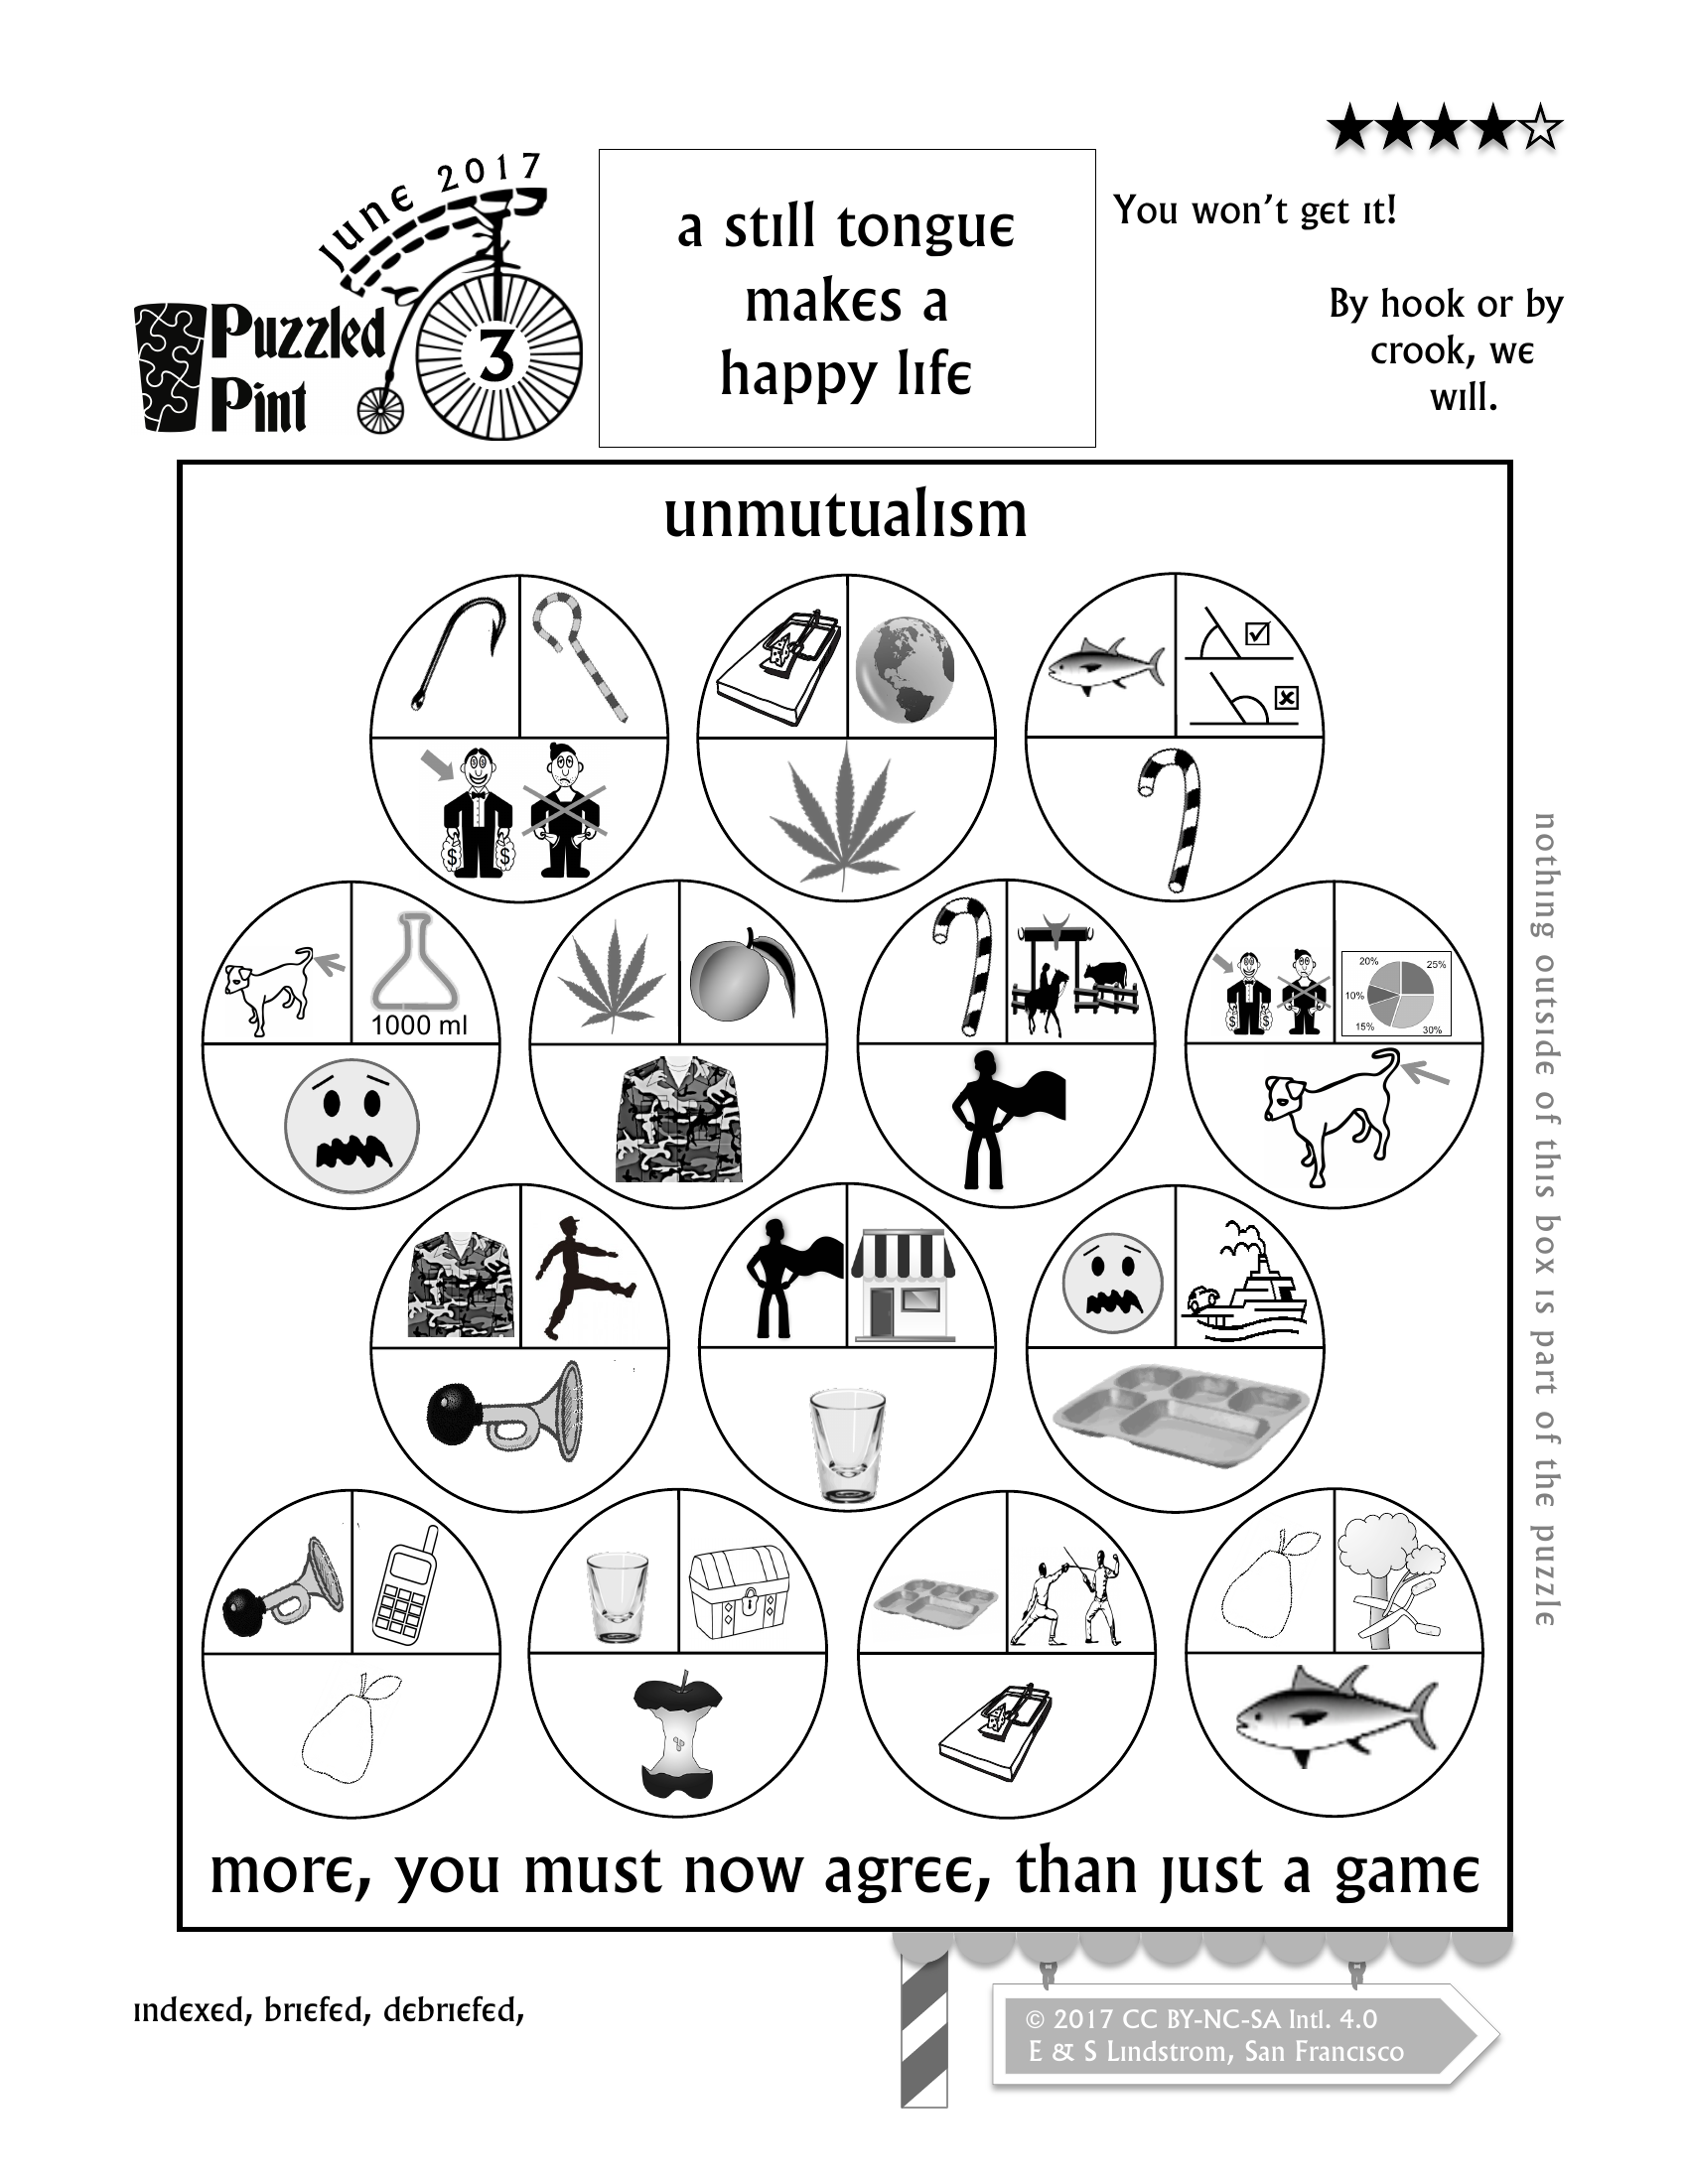 JUNE 2017
Puzzled
Pint
3
a still tongue
makes a
happy life
You won't get it!
By hook or by
crook, we
will.
unmutualism
$ $
1000 ml
$ $
20% 25%
10%
15% 30%
more, you must now agree, than just a game
nothing outside of this box is part of the puzzle
indexed, briefed, debriefed,
© 2017 CC BY-NC-SA Intl. 4.0
E & S Lindstrom, San Francisco